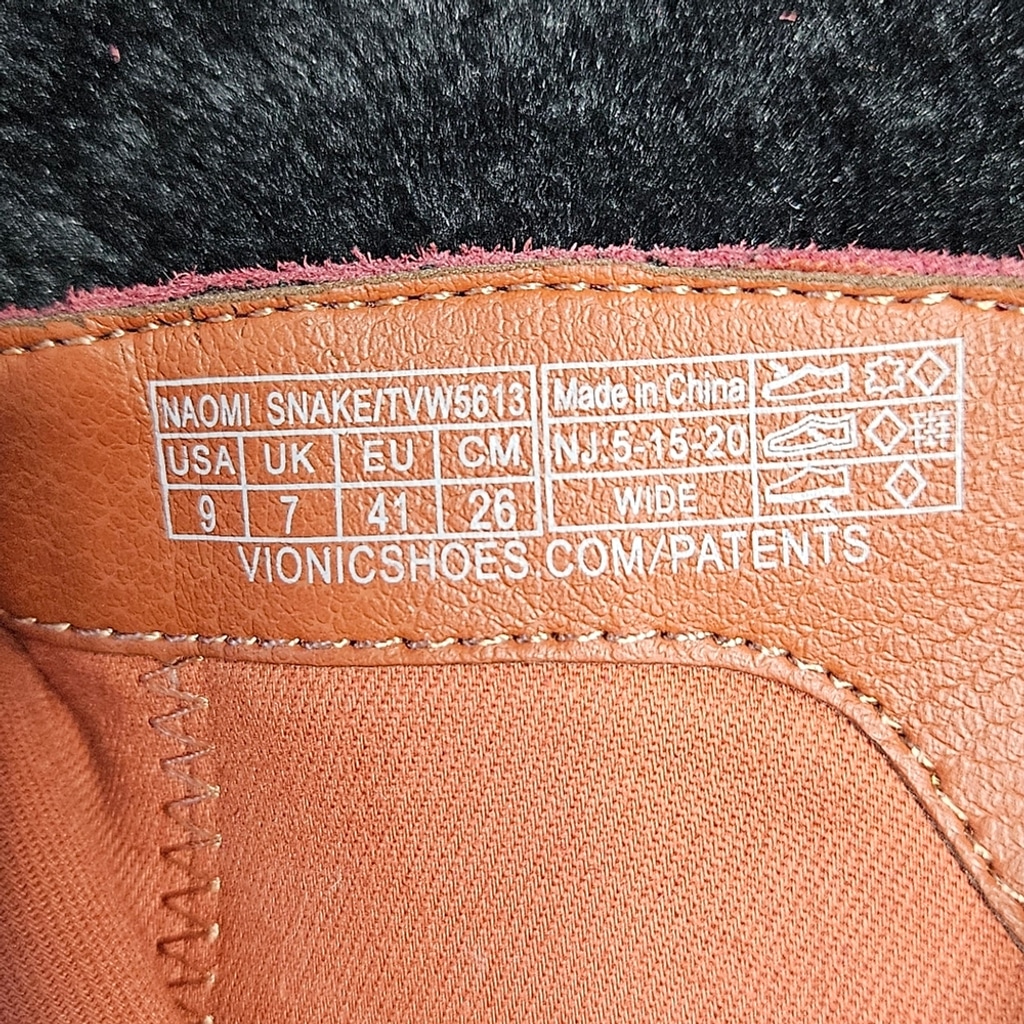 NAOMI SNAKE/TVW5613
USA UK EU CM
9 7 41 26
Made in China
NJ 5-15-20
WIDE
VIONICSHOES.COM/PATENTS